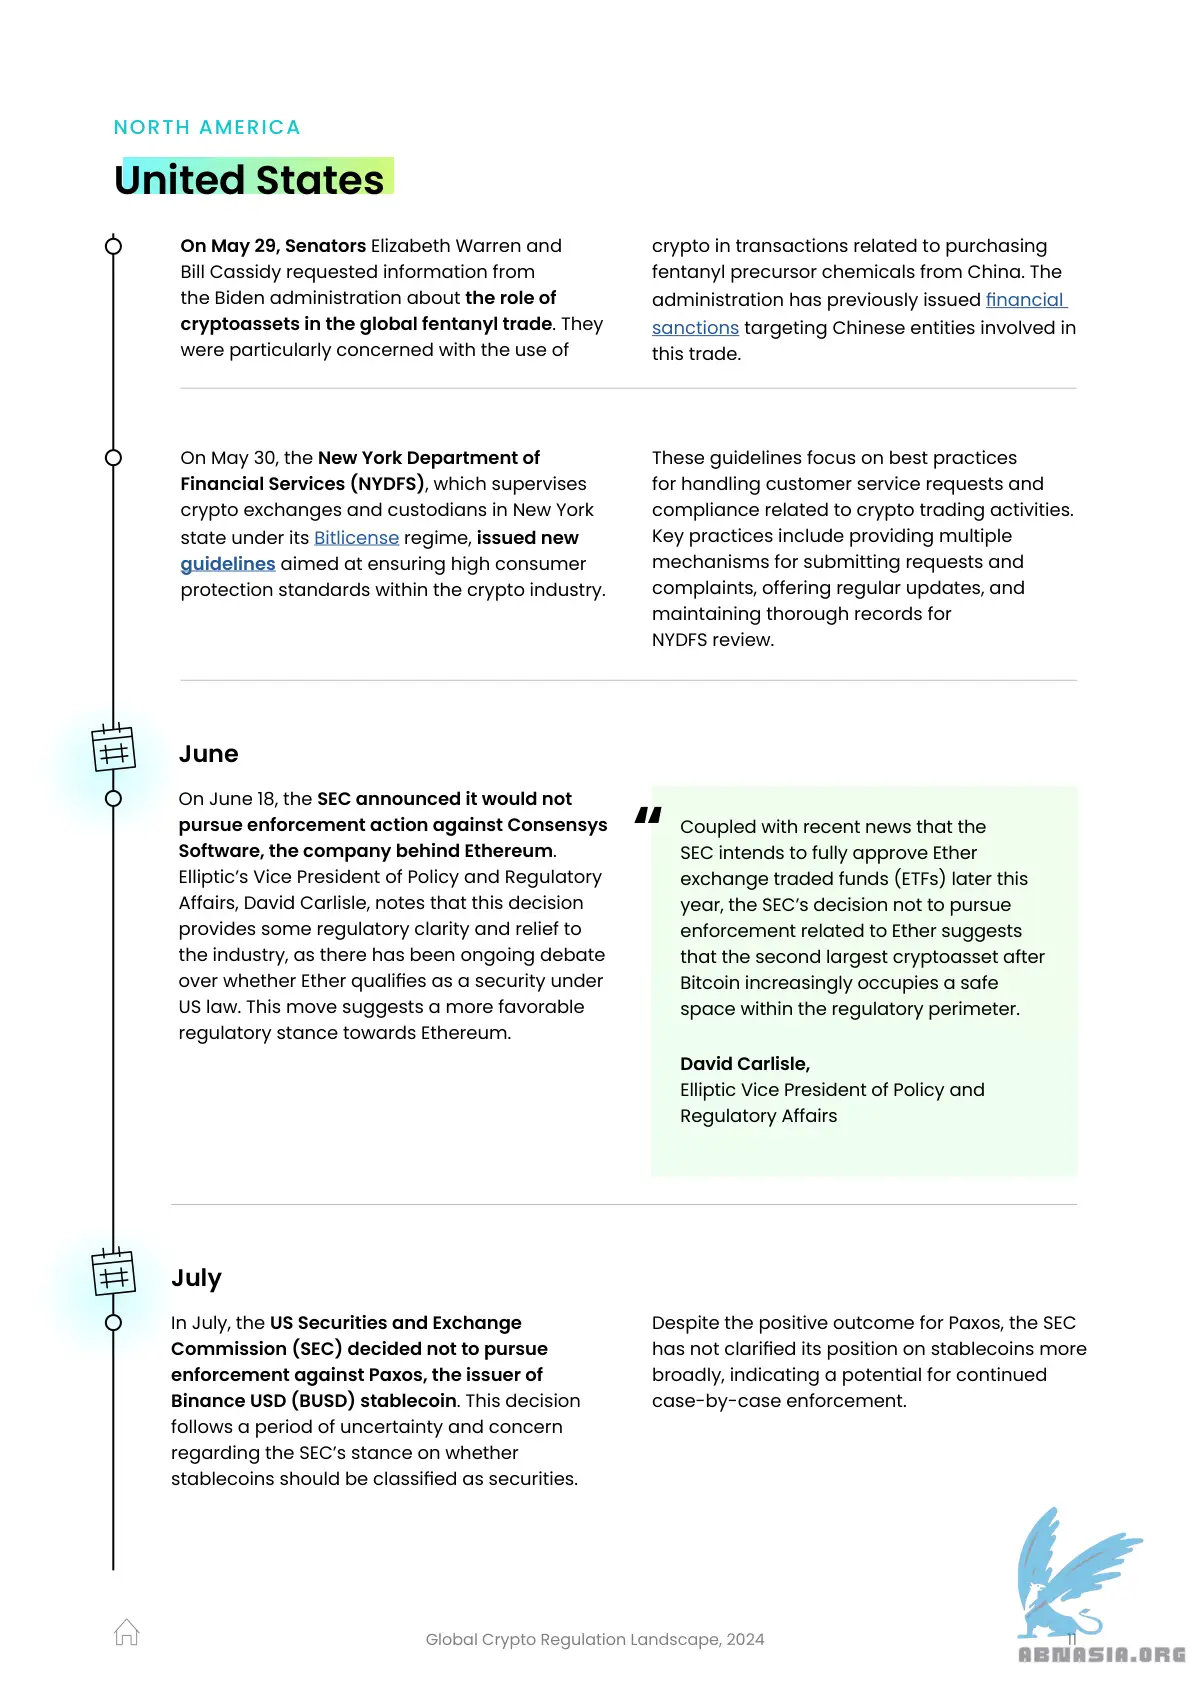 NORTH AMERICA
United States
On May 29, Senators Elizabeth Warren and
Bill Cassidy requested information from
the Biden administration about the role of
cryptoassets in the global fentanyl trade. They
were particularly concerned with the use of
crypto in transactions related to purchasing
fentanyl precursor chemicals from China. The
administration has previously issued financial
sanctions targeting Chinese entities involved in
this trade.
On May 30, the New York Department of
Financial Services (NYDFS), which supervises
crypto exchanges and custodians in New York
state under its Bitlicense regime, issued new
guidelines aimed at ensuring high consumer
protection standards within the crypto industry.
These guidelines focus on best practices
for handling customer service requests and
compliance related to crypto trading activities.
Key practices include providing multiple
mechanisms for submitting requests and
complaints, offering regular updates, and
maintaining thorough records for
NYDFS review.
June
On June 18, the SEC announced it would not
pursue enforcement action against Consensys
Software, the company behind Ethereum.
Elliptic’s Vice President of Policy and Regulatory
Affairs, David Carlisle, notes that this decision
provides some regulatory clarity and relief to
the industry, as there has been ongoing debate
over whether Ether qualifies as a security under
US law. This move suggests a more favorable
regulatory stance towards Ethereum.
“
Coupled with recent news that the
SEC intends to fully approve Ether
exchange traded funds (ETFs) later this
year, the SEC’s decision not to pursue
enforcement related to Ether suggests
that the second largest cryptoasset after
Bitcoin increasingly occupies a safe
space within the regulatory perimeter.
David Carlisle,
Elliptic Vice President of Policy and
Regulatory Affairs
July
In July, the US Securities and Exchange
Commission (SEC) decided not to pursue
enforcement against Paxos, the issuer of
Binance USD (BUSD) stablecoin. This decision
follows a period of uncertainty and concern
regarding the SEC’s stance on whether
stablecoins should be classified as securities.
Despite the positive outcome for Paxos, the SEC
has not clarified its position on stablecoins more
broadly, indicating a potential for continued
case-by-case enforcement.
Global Crypto Regulation Landscape, 2024
11
ABNASIA.ORG